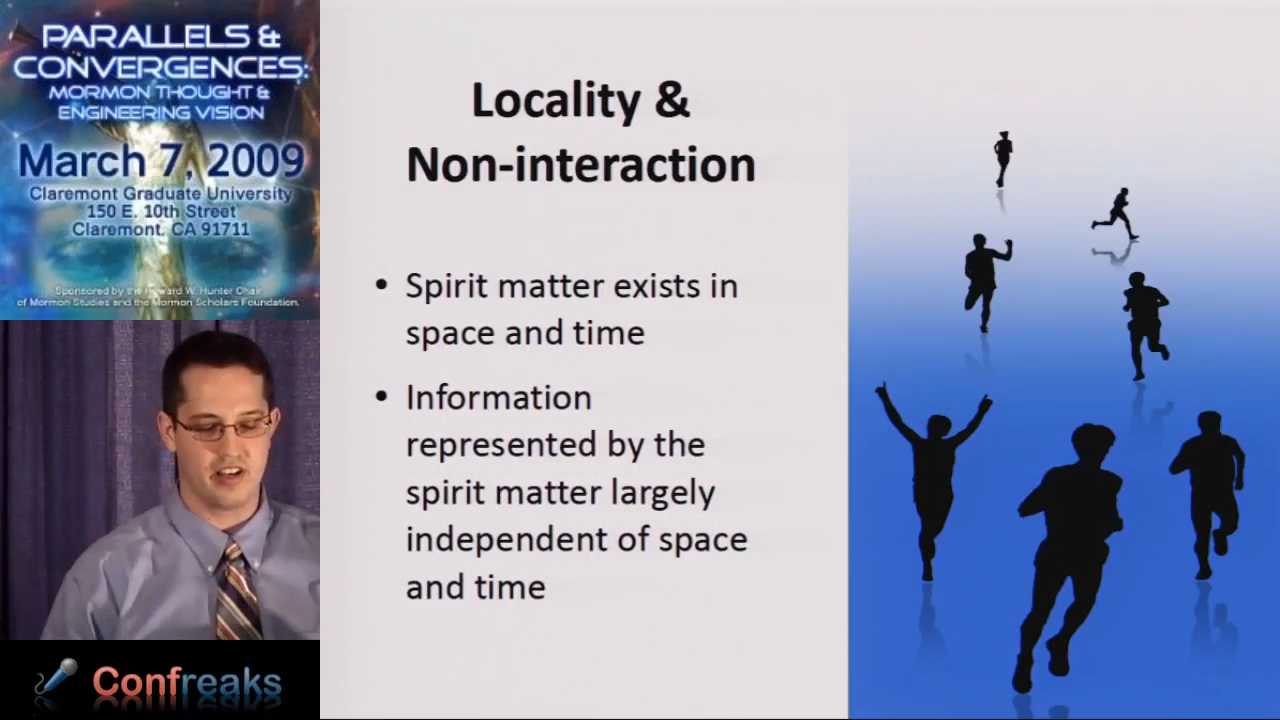 PARALLELS &
CONVERGENCES:
MORMON THOUGHT &
ENGINEERING VISION
March 7, 2009
Claremont Graduate University
150 E. 10th Street
Claremont, CA 91711
Sponsored by the Howard W. Hunter Chair
of Mormon Studies and the Mormon Scholars Foundation.
Confreaks
Locality &
Non-interaction
• Spirit matter exists in
space and time
• Information
represented by the
spirit matter largely
independent of space
and time